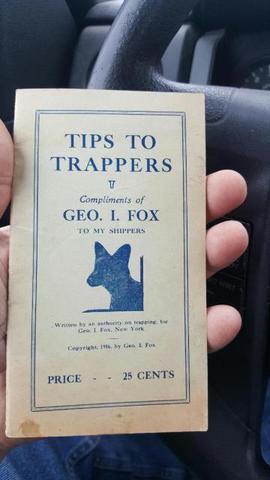 TIPS TO
TRAPPERS
Compliments of
GEO. I. FOX
TO MY SHIPPERS
Written by an authority on trapping, for
Geo. I. Fox, New York
Copyright, 1916, by Geo. I. Fox
PRICE - - 25 CENTS